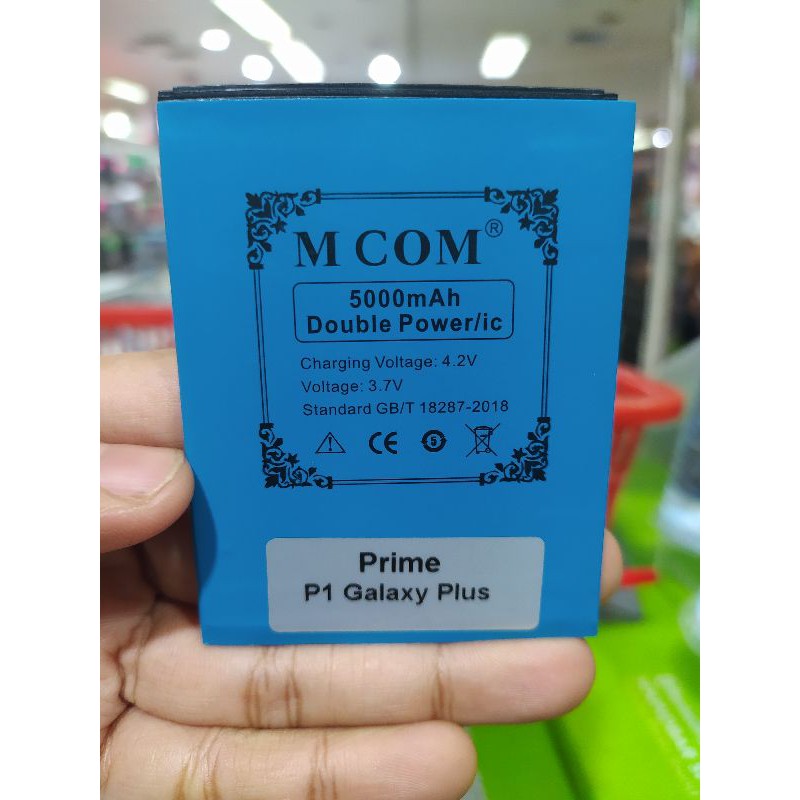 M COM®
5000mAh
Double Power/ic
Charging Voltage: 4.2V
Voltage: 3.7V
Standard GB/T 18287-2018
CE
Prime
P1 Galaxy Plus